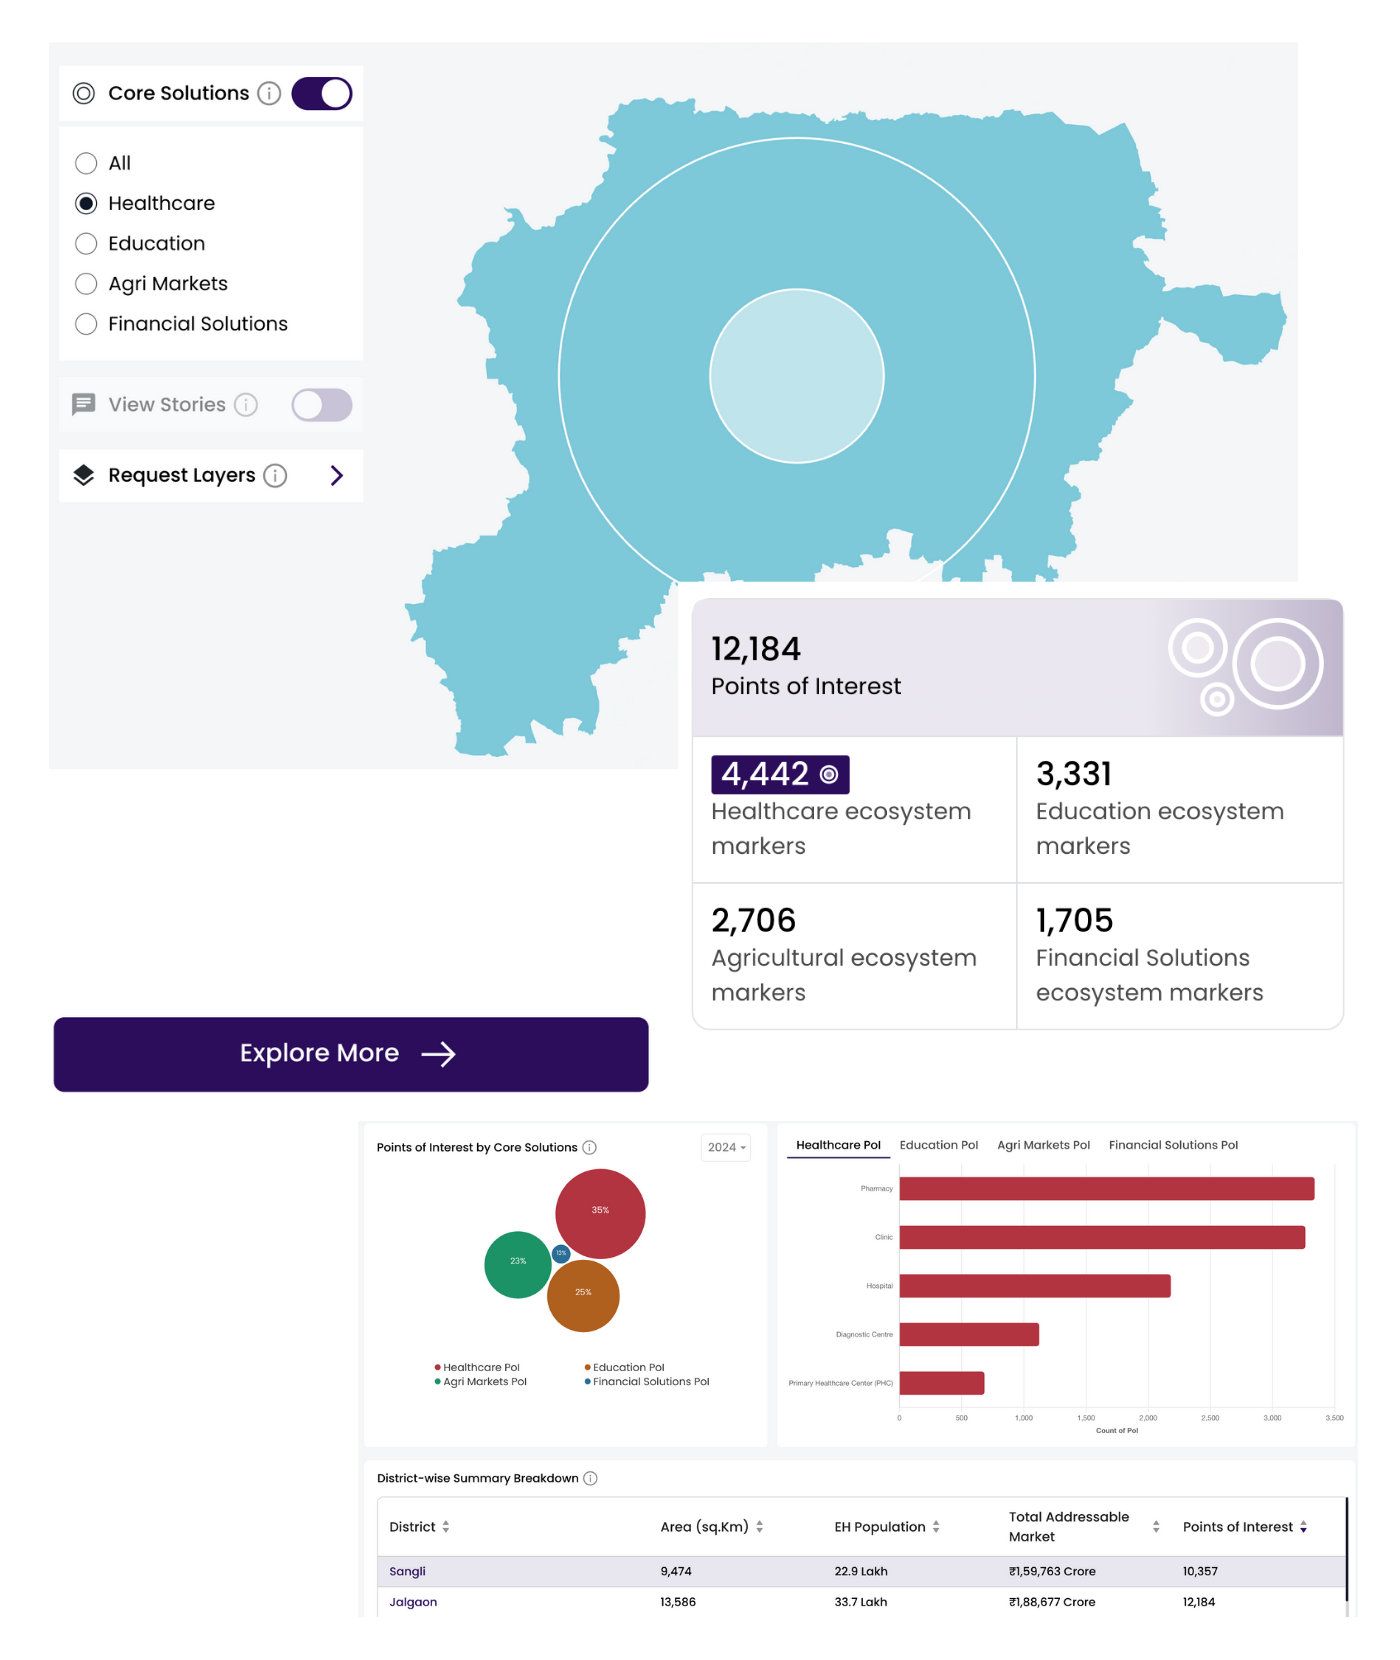 Core Solutions
All
Healthcare
Education
Agri Markets
Financial Solutions
View Stories
Request Layers
12,184
Points of Interest
4,442
Healthcare ecosystem
markers
3,331
Education ecosystem
markers
2,706
Agricultural ecosystem
markers
1,705
Financial Solutions
ecosystem markers
Explore More →
Points of Interest by Core Solutions
2024
35%
23%
13%
25%
Healthcare PoI
Education PoI
Agri Markets PoI
Financial Solutions PoI
Healthcare PoI Education PoI Agri Markets PoI Financial Solutions PoI
Pharmacy
Clinic
Hospital
Diagnostic Centre
Primary Healthcare Center (PHC)
0 500 1,000 1,500 2,000 2,500 3,000 3,500
Count of PoI
District-wise Summary Breakdown
District Area (sq.Km) EH Population Total Addressable Market Points of Interest
Sangli 9,474 22.9 Lakh ₹1,59,763 Crore 10,357
Jalgaon 13,586 33.7 Lakh ₹1,88,677 Crore 12,184